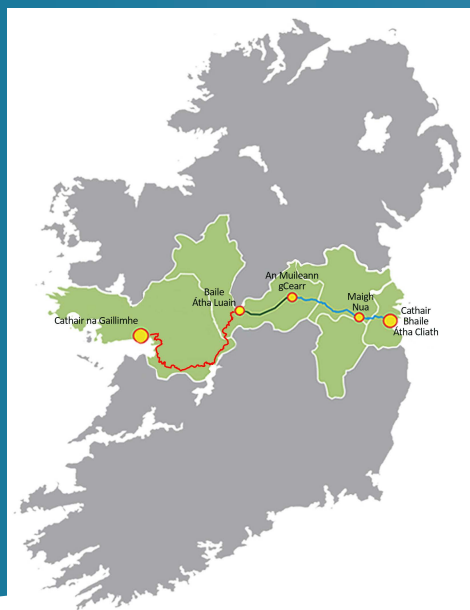 An Muileann
gCearr
Baile
Átha Luain
Maigh
Nua
Cathair
Bhaile
Átha Cliath
Cathair na Gaillimhe